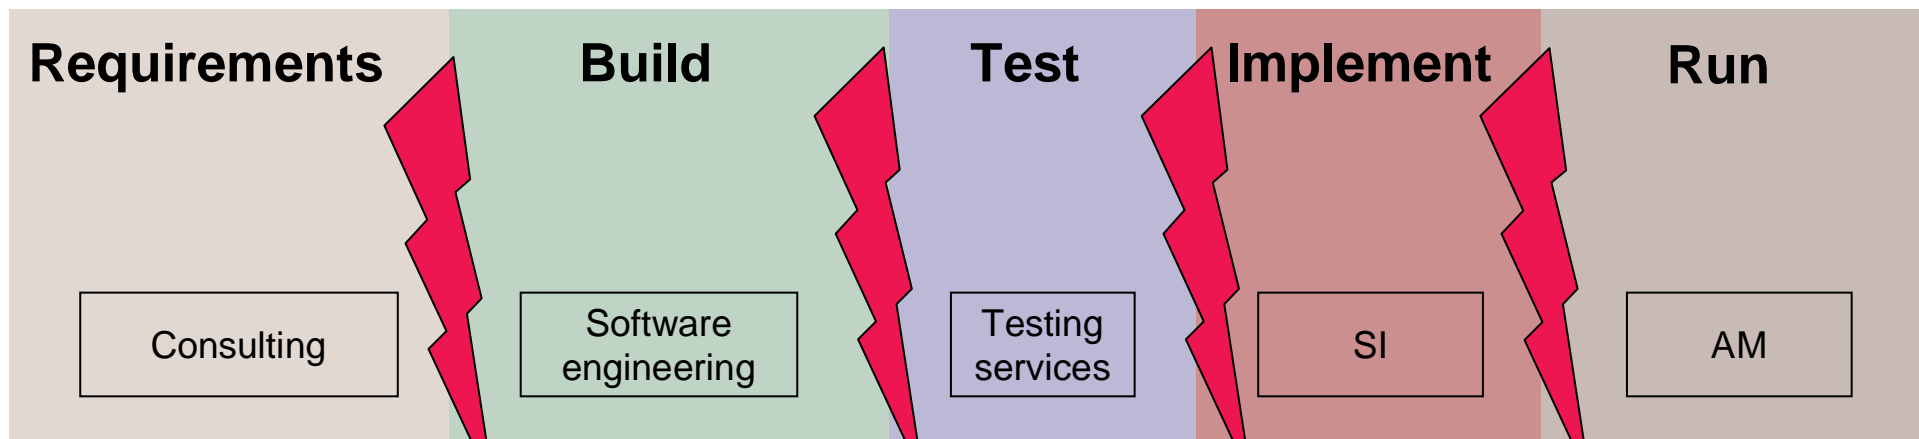 Requirements
Build
Test
Implement
Run
Consulting
Software
engineering
Testing
services
SI
AM